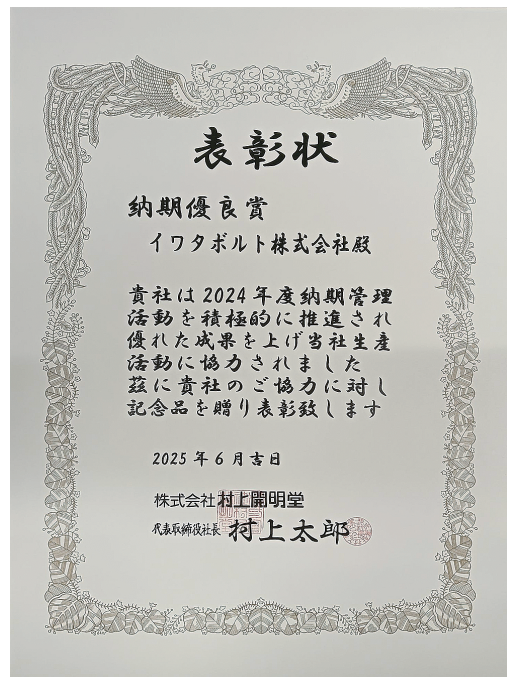 表彰状
納期優良賞
イワタボルト株式会社殿
貴社は2024年度納期管理
活動を積極的に推進され
優れた成果を上げ当社生産
活動に協力されました
茲に貴社のご協力に対し
記念品を贈り表彰致します
2025年6月吉日
株式会社村上開明堂
代表取締役社長 村上太郎